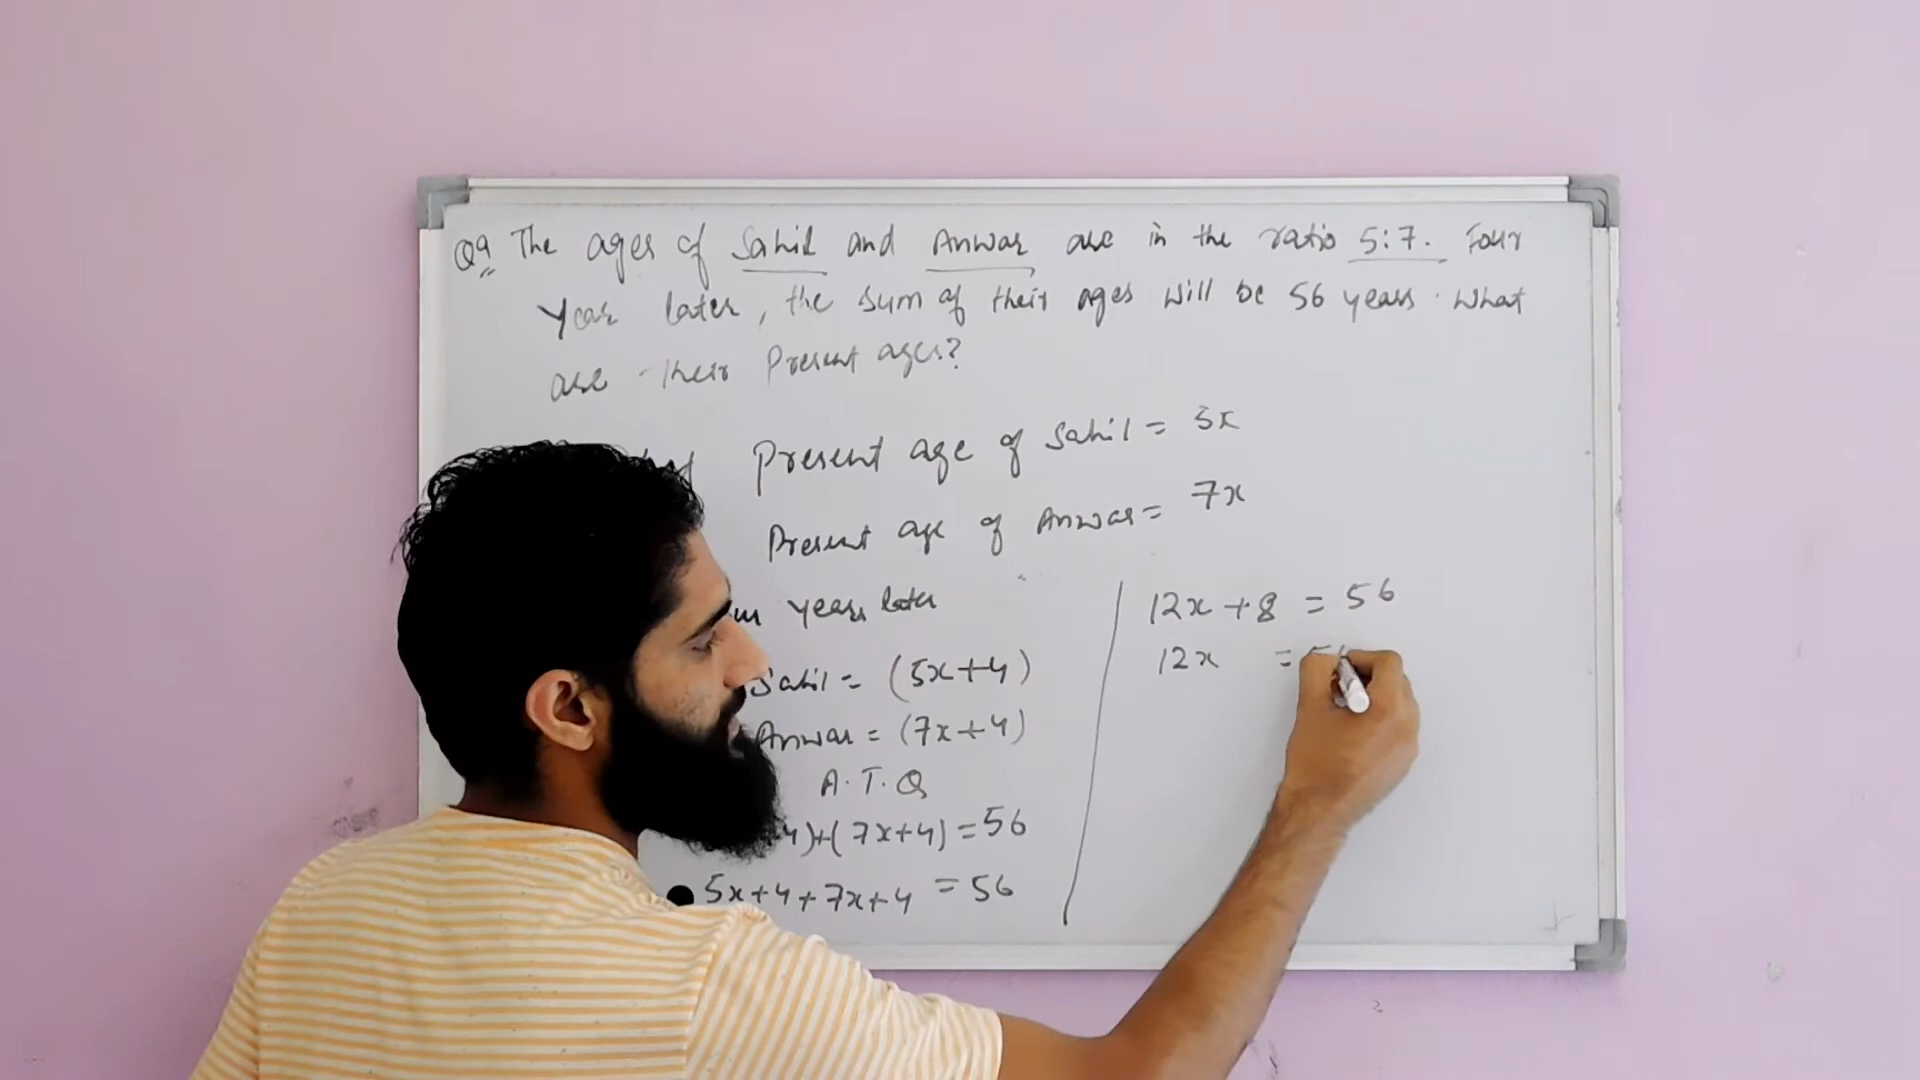 Q9 The ages of Sahil and Anwar are in the ratio 5:7. Four
Year later, the sum of their ages will be 56 years. What
are their Present ages?
Present age of Sahil = 5x
Present age of Anwar = 7x
years later
Sahil = (5x+4)
Anwar = (7x+4)
A.T.Q
4)+(7x+4) = 56
5x+4+7x+4 = 56
12x + 8 = 56
12x =